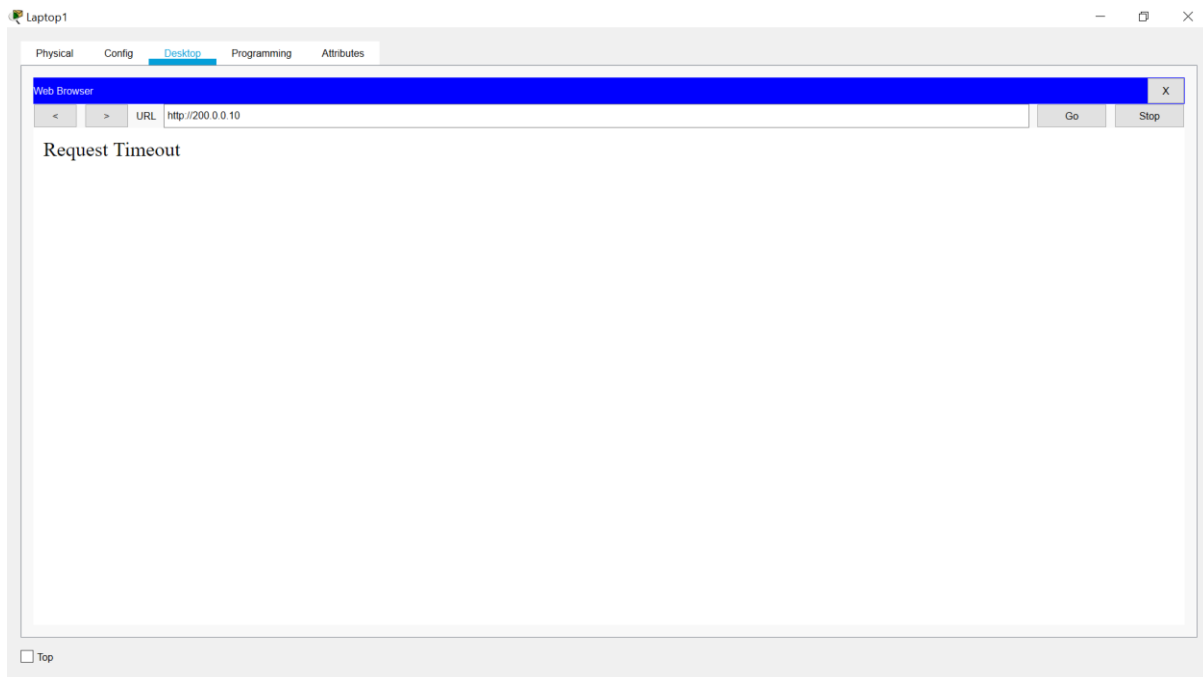 Laptop1
Physical Config Desktop Programming Attributes
Web Browser X
< > URL http://200.0.0.10 Go Stop
Request Timeout
Top